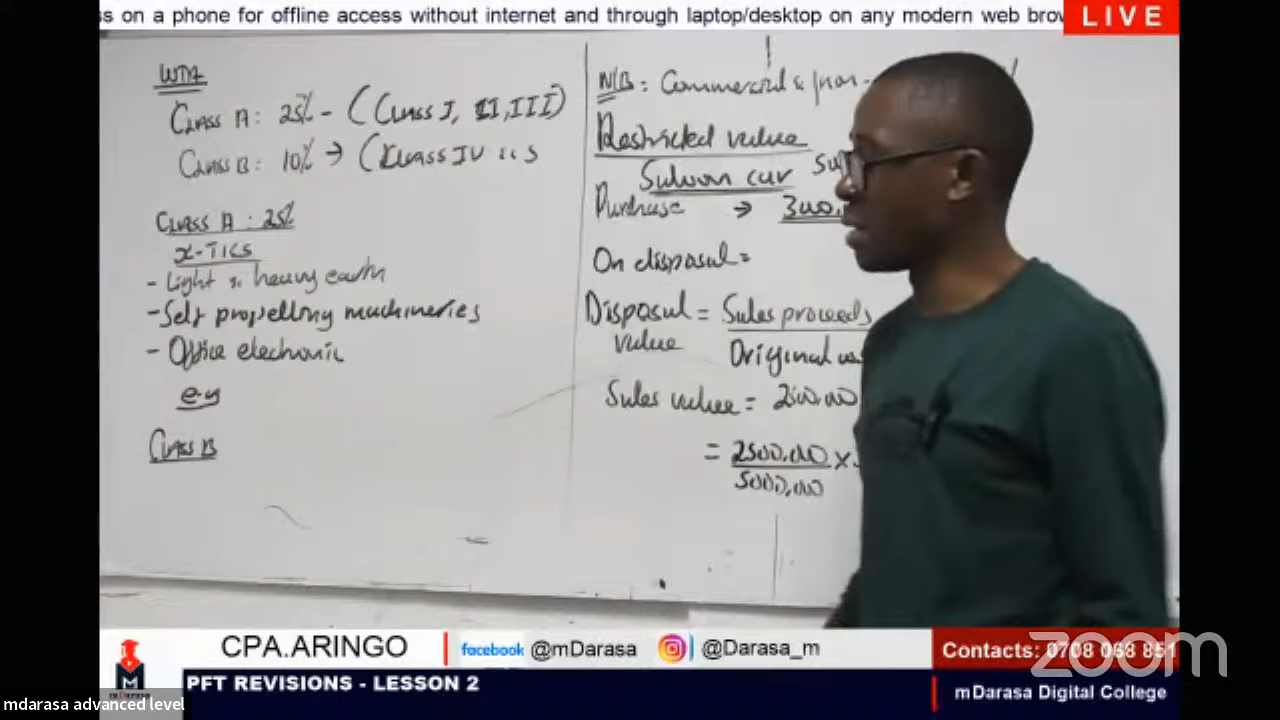 ss on a phone for offline access without internet and through laptop/desktop on any modern web brow
LIVE
WTA
CLASS A: 25% - (CLASS I, II, III)
CLASS B: 10% → (CLASS IV
CLASS A: 25%
X-TICS
- Light & heavy earth
- Self propelling machineries
- Office electronic
e.g
CLASS B
N/B: Commercial &
Restricted value
Saloon car
Purchase → 300
On disposal =
Disposal = Sales proceeds
value
Original
Sales value = 2500.000
= 2500.000 ×
5000.000
CPA.ARINGO
facebook @mDarasa
@Darasa_m
Contacts: 0708 068 851
zoom
PFT REVISIONS - LESSON 2
mDarasa Digital College
mDarasa
mdarasa advanced level